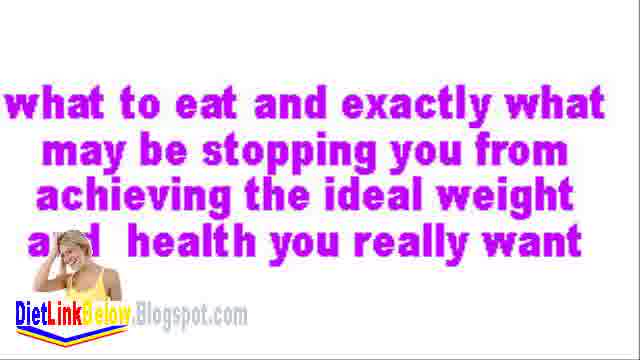 what to eat and exactly what
may be stopping you from
achieving the ideal weight
and health you really want
DietLinkBelow.Blogspot.com